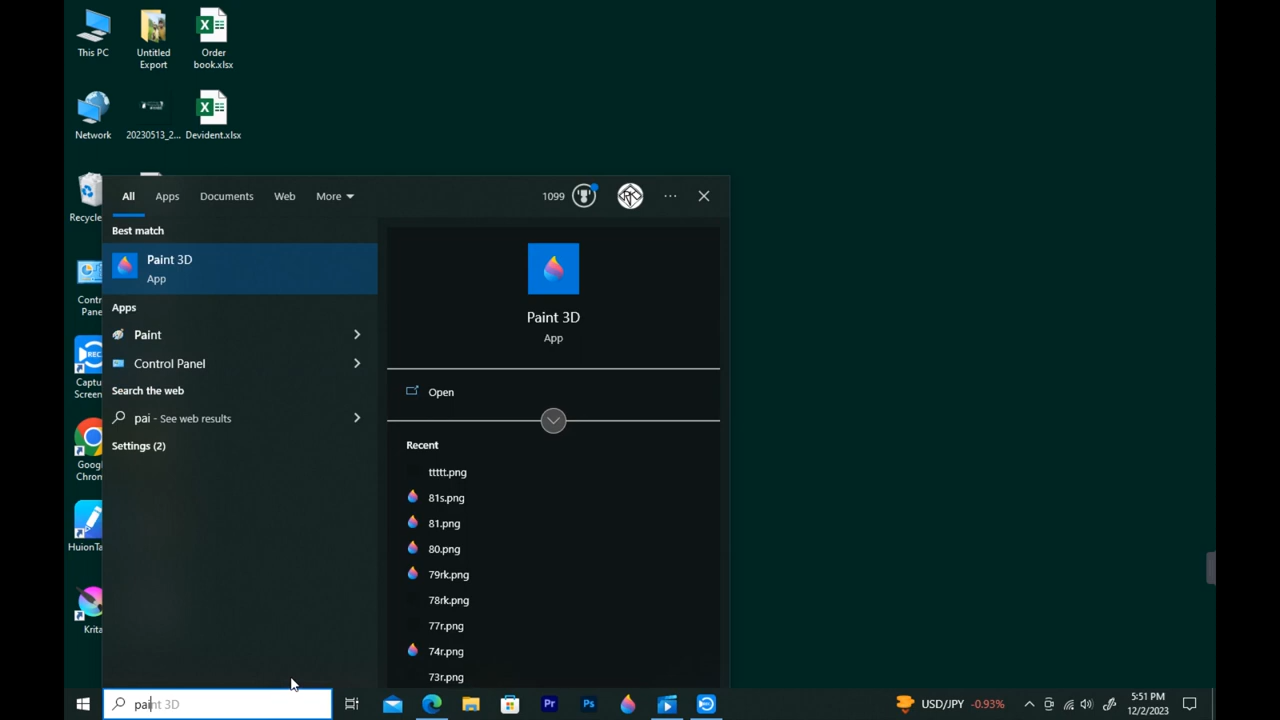 This PC
Untitled
Export
Order
book.xlsx
Network
20230513_2...
Devident.xlsx
Recycle
Contr
Pane
Captu
Screen
Googl
Chron
HuionTa
Krita
All
Apps
Documents
Web
More
1099
Best match
Paint 3D
App
Apps
Paint
Control Panel
Search the web
pai - See web results
Settings (2)
Paint 3D
App
Open
Recent
ttttt.png
81s.png
81.png
80.png
79rk.png
78rk.png
77r.png
74r.png
73r.png
paint 3D
Pr
Ps
USD/JPY -0.93%
5:51 PM
12/2/2023